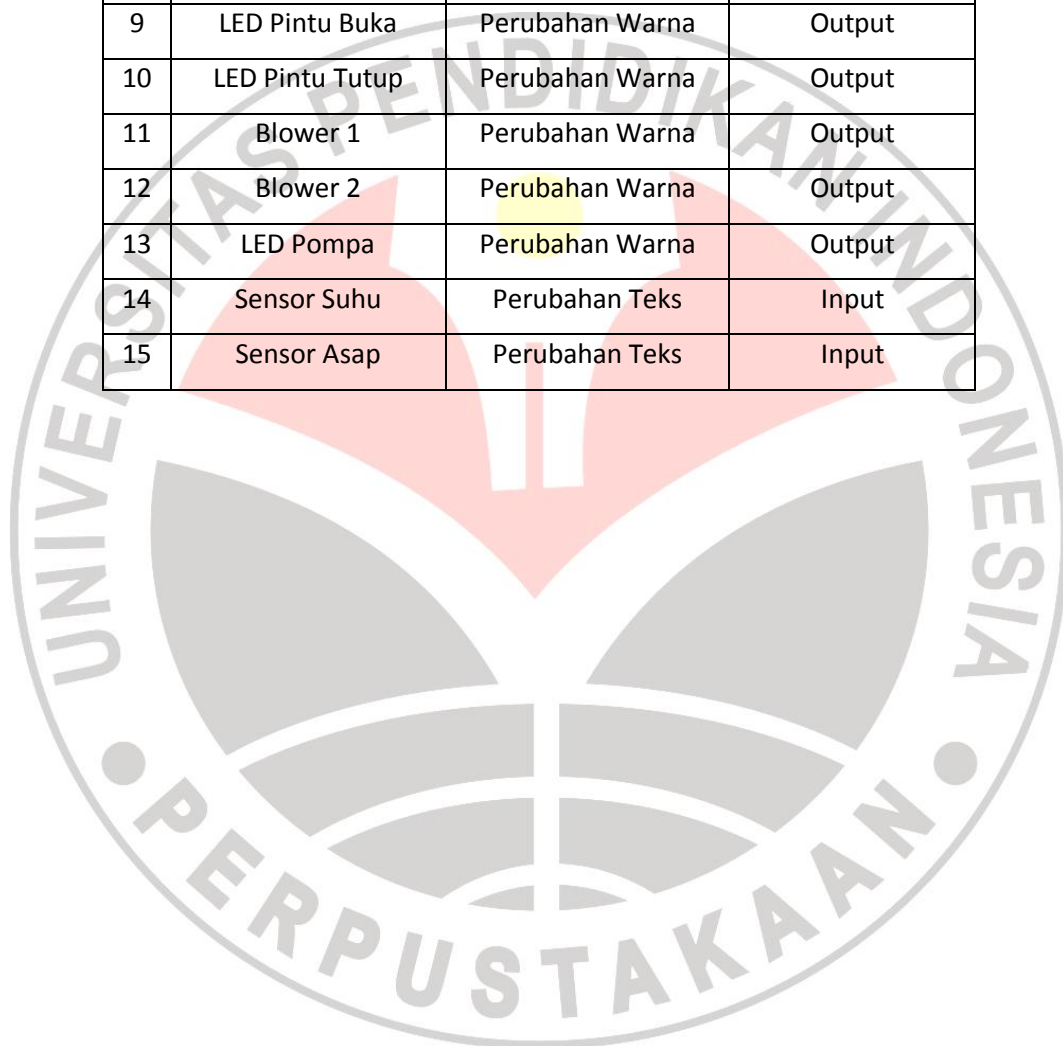 9 LED Pintu Buka Perubahan Warna Output
10 LED Pintu Tutup Perubahan Warna Output
11 Blower 1 Perubahan Warna Output
12 Blower 2 Perubahan Warna Output
13 LED Pompa Perubahan Warna Output
14 Sensor Suhu Perubahan Teks Input
15 Sensor Asap Perubahan Teks Input
UNIVERSITAS PENDIDIKAN INDONESIA
PERPUSTAKAAN